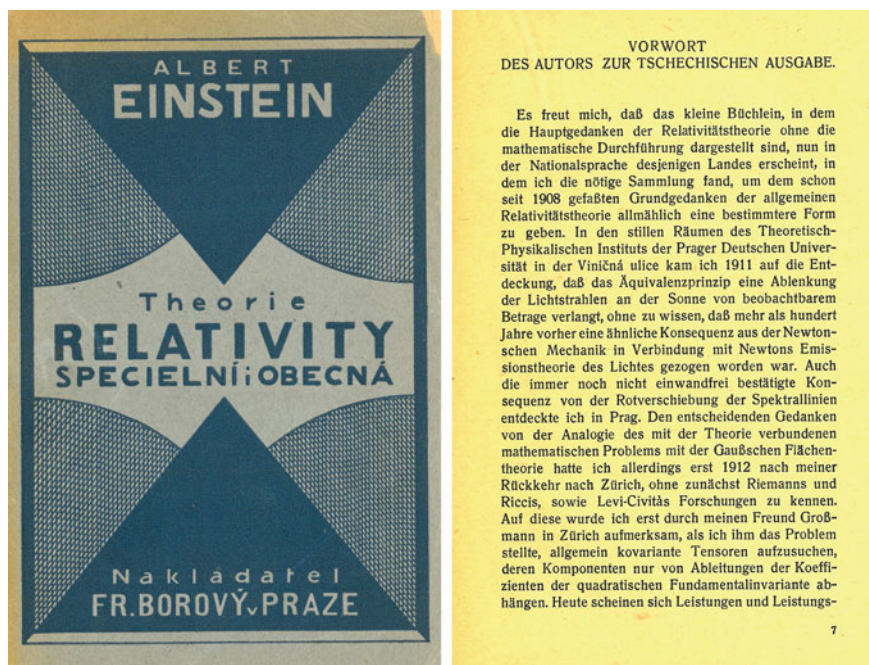 ALBERT
EINSTEIN
Theorie
RELATIVITY
SPECIELNÍ i OBECNÁ
Nakladatel
FR. BOROVÝ v PRAZE
VORWORT
DES AUTORS ZUR TSCHECHISCHEN AUSGABE.
Es freut mich, daß das kleine Büchlein, in dem
die Hauptgedanken der Relativitätstheorie ohne die
mathematische Durchführung dargestellt sind, nun in
der Nationalsprache desjenigen Landes erscheint, in
dem ich die nötige Sammlung fand, um dem schon
seit 1908 gefaßten Grundgedanken der allgemeinen
Relativitätstheorie allmählich eine bestimmtere Form
zu geben. In den stillen Räumen des Theoretisch-
Physikalischen Instituts der Prager Deutschen Univer-
sität in der Viničná ulice kam ich 1911 auf die Ent-
deckung, daß das Äquivalenzprinzip eine Ablenkung
der Lichtstrahlen an der Sonne von beobachtbarem
Betrage verlangt, ohne zu wissen, daß mehr als hundert
Jahre vorher eine ähnliche Konsequenz aus der Newton-
schen Mechanik in Verbindung mit Newtons Emis-
sionstheorie des Lichtes gezogen worden war. Auch
die immer noch nicht einwandfrei bestätigte Kon-
sequenz von der Rotverschiebung der Spektrallinien
entdeckte ich in Prag. Den entscheidenden Gedanken
von der Analogie des mit der Theorie verbundenen
mathematischen Problems mit der Gaußschen Flächen-
theorie hatte ich allerdings erst 1912 nach meiner
Rückkehr nach Zürich, ohne zunächst Riemanns und
Riccis, sowie Levi-Civitàs Forschungen zu kennen.
Auf diese wurde ich erst durch meinen Freund Groß-
mann in Zürich aufmerksam, als ich ihm das Problem
stellte, allgemein kovariante Tensoren aufzusuchen,
deren Komponenten nur von Ableitungen der Koeffi-
zienten der quadratischen Fundamentalinvariante ab-
hängen. Heute scheinen sich Leistungen und Leistungs-
7